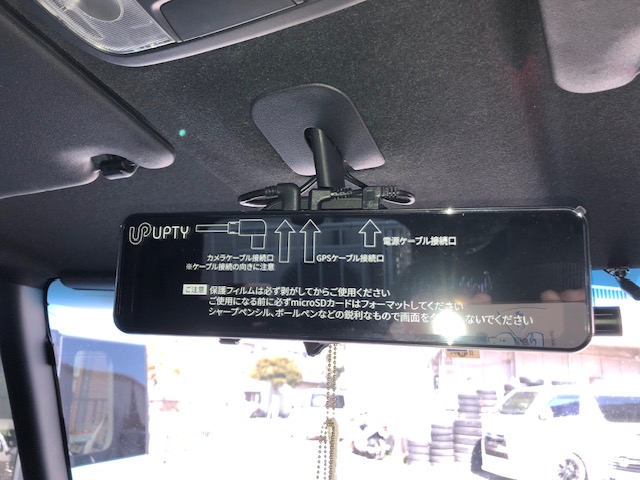 UPTY
カメラケーブル接続口
※ケーブル接続の向きに注意
GPSケーブル接続口
電源ケーブル接続口
ご注意 保護フィルムは必ず剥がしてからご使用ください
ご使用になる前に必ずmicroSDカードはフォーマットしてください
シャープペンシル、ボールペンなどの鋭利なもので画面を
ないでください